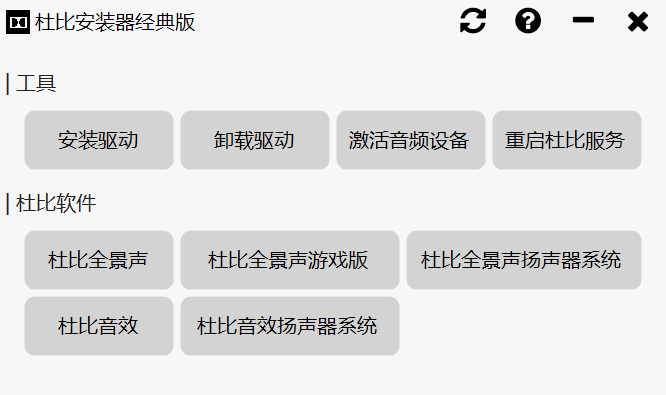 杜比安装器经典版
| 工具
安装驱动 卸载驱动 激活音频设备 重启杜比服务
| 杜比软件
杜比全景声 杜比全景声游戏版 杜比全景声扬声器系统
杜比音效 杜比音效扬声器系统